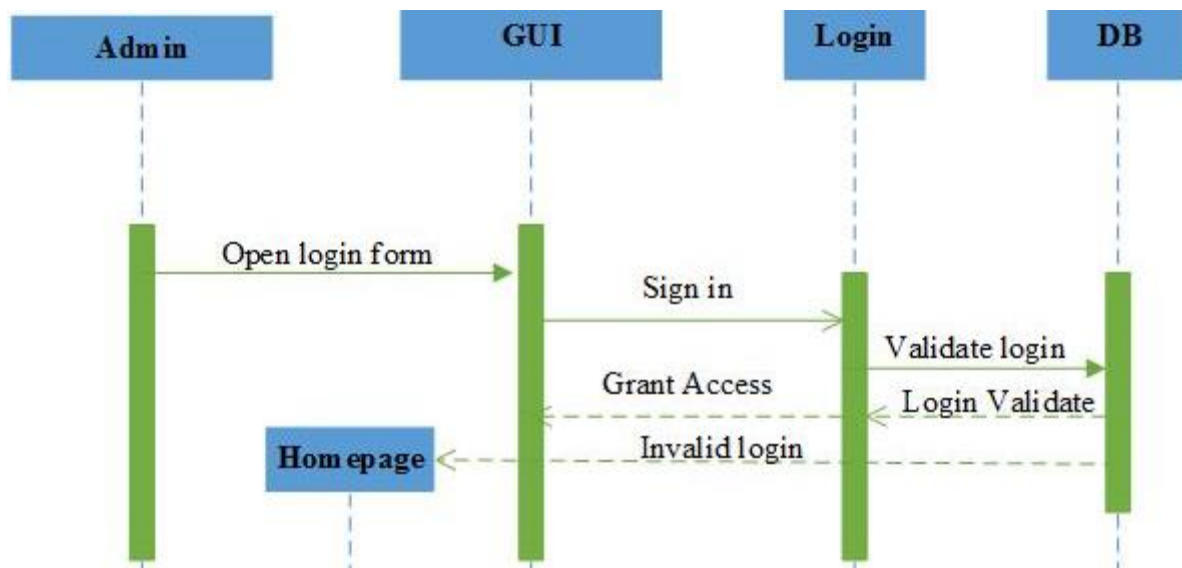 Admin
GUI
Login
DB
Open login form
Sign in
Validate login
Grant Access
Login Validate
Invalid login
Homepage